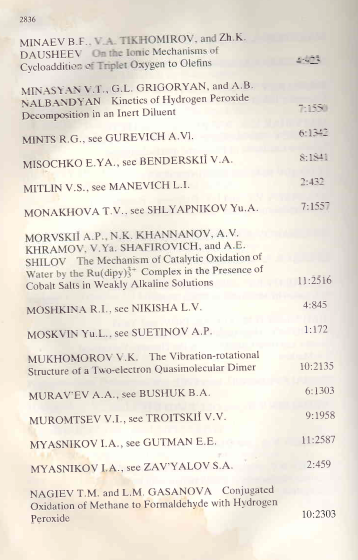 2836
MINAEV B.F., V.A. TIKHOMIROV, and Zh.K.
DAUSHEEV On the Ionic Mechanisms of
Cycloaddition of Triplet Oxygen to Olefins 4:823
MINASYAN V.T., G.L. GRIGORYAN, and A.B.
NALBANDYAN Kinetics of Hydrogen Peroxide
Decomposition in an Inert Diluent 7:1550
MINTS R.G., see GUREVICH A.Vl. 6:1342
MISOCHKO E.YA., see BENDERSKIĬ V.A. 8:1841
MITLIN V.S., see MANEVICH L.I. 2:432
MONAKHOVA T.V., see SHLYAPNIKOV Yu.A. 7:1557
MORVSKIĬ A.P., N.K. KHANNANOV, A.V.
KHRAMOV, V.Ya. SHAFIROVICH, and A.E.
SHILOV The Mechanism of Catalytic Oxidation of
Water by the Ru(dipy)₃³⁺ Complex in the Presence of
Cobalt Salts in Weakly Alkaline Solutions 11:2516
MOSHKINA R.I., see NIKISHA L.V. 4:845
MOSKVIN Yu.L., see SUETINOV A.P. 1:172
MUKHOMOROV V.K. The Vibration-rotational
Structure of a Two-electron Quasimolecular Dimer 10:2135
MURAV'EV A.A., see BUSHUK B.A. 6:1303
MUROMTSEV V.I., see TROITSKIĬ V.V. 9:1958
MYASNIKOV I.A., see GUTMAN E.E. 11:2587
MYASNIKOV I.A., see ZAV'YALOV S.A. 2:459
NAGIEV T.M. and L.M. GASANOVA Conjugated
Oxidation of Methane to Formaldehyde with Hydrogen
Peroxide 10:2303